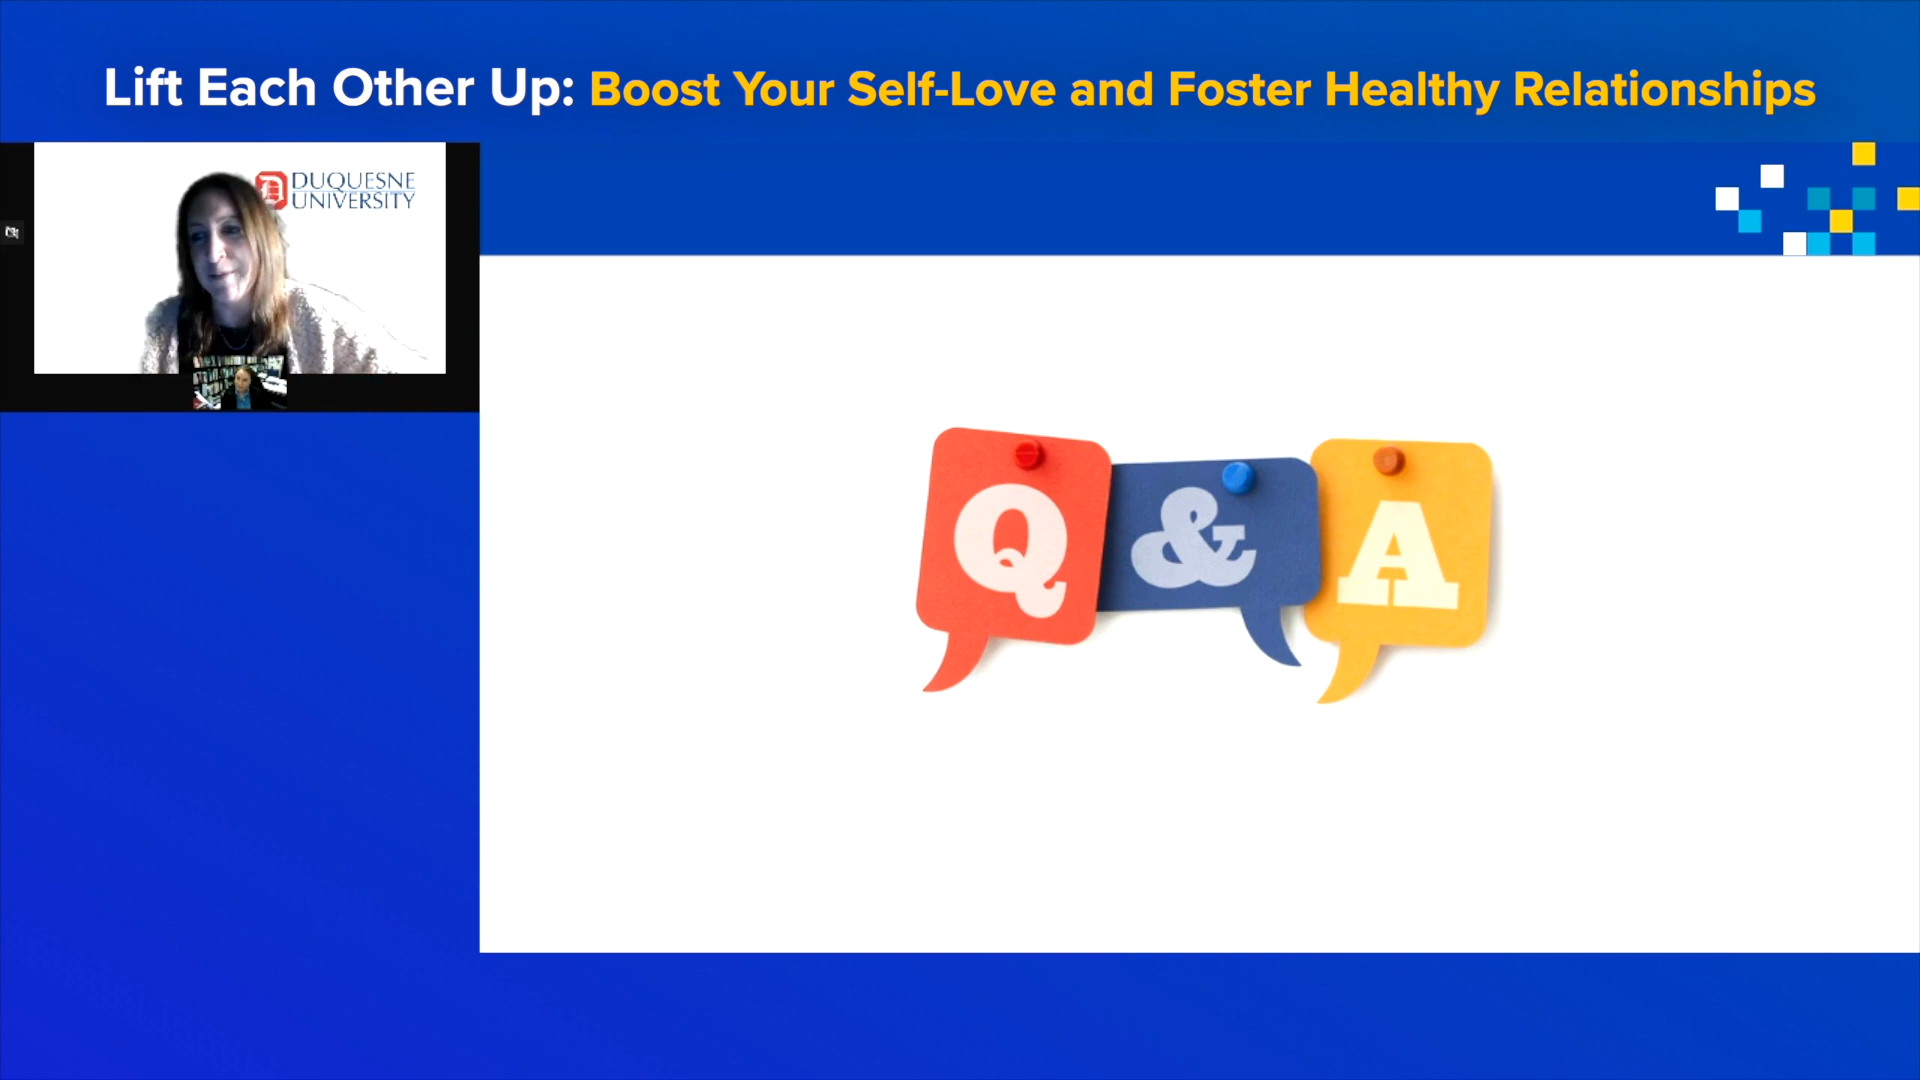 Lift Each Other Up: Boost Your Self-Love and Foster Healthy Relationships
D DUQUESNE
UNIVERSITY
Q & A